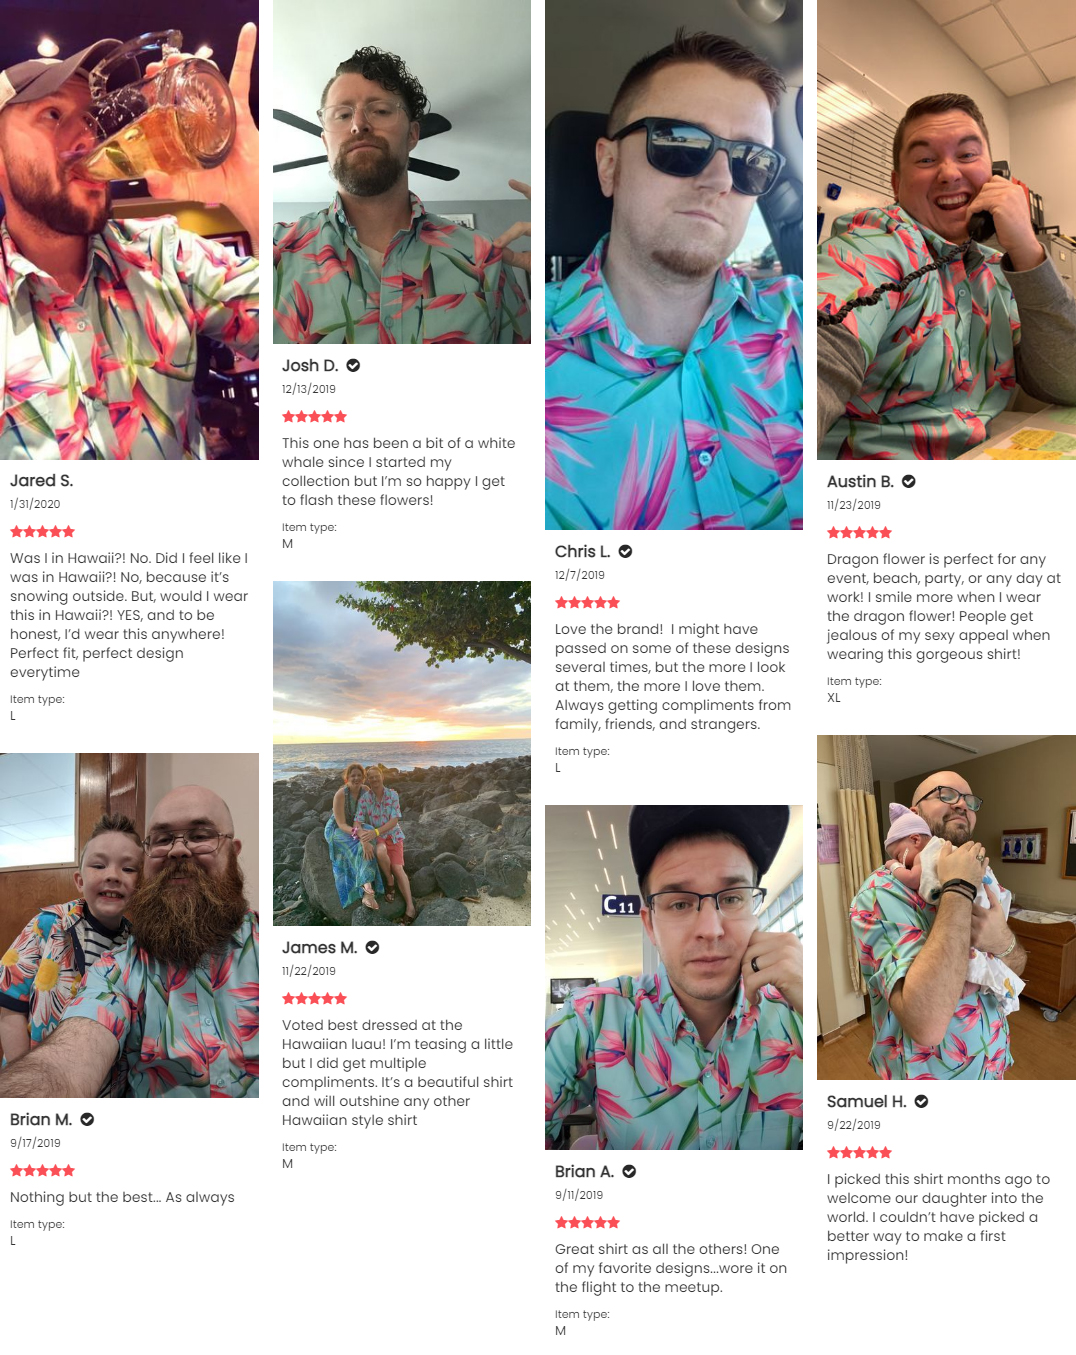 Jared S.
1/31/2020
Was I in Hawaii?! No. Did I feel like I
was in Hawaii?! No, because it's
snowing outside. But, would I wear
this in Hawaii?! YES, and to be
honest, I'd wear this anywhere!
Perfect fit, perfect design
everytime
Item type:
L
Brian M.
9/17/2019
Nothing but the best... As always
Item type:
L
Josh D.
12/13/2019
This one has been a bit of a white
whale since I started my
collection but I'm so happy I get
to flash these flowers!
Item type:
M
James M.
11/22/2019
Voted best dressed at the
Hawaiian luau! I'm teasing a little
but I did get multiple
compliments. It's a beautiful shirt
and will outshine any other
Hawaiian style shirt
Item type:
M
Chris L.
12/7/2019
Love the brand!  I might have
passed on some of these designs
several times, but the more I look
at them, the more I love them.
Always getting compliments from
family, friends, and strangers.
Item type:
L
C11
Brian A.
9/11/2019
Great shirt as all the others! One
of my favorite designs...wore it on
the flight to the meetup.
Item type:
M
Austin B.
11/23/2019
Dragon flower is perfect for any
event, beach, party, or any day at
work! I smile more when I wear
the dragon flower! People get
jealous of my sexy appeal when
wearing this gorgeous shirt!
Item type:
XL
Samuel H.
9/22/2019
I picked this shirt months ago to
welcome our daughter into the
world. I couldn't have picked a
better way to make a first
impression!